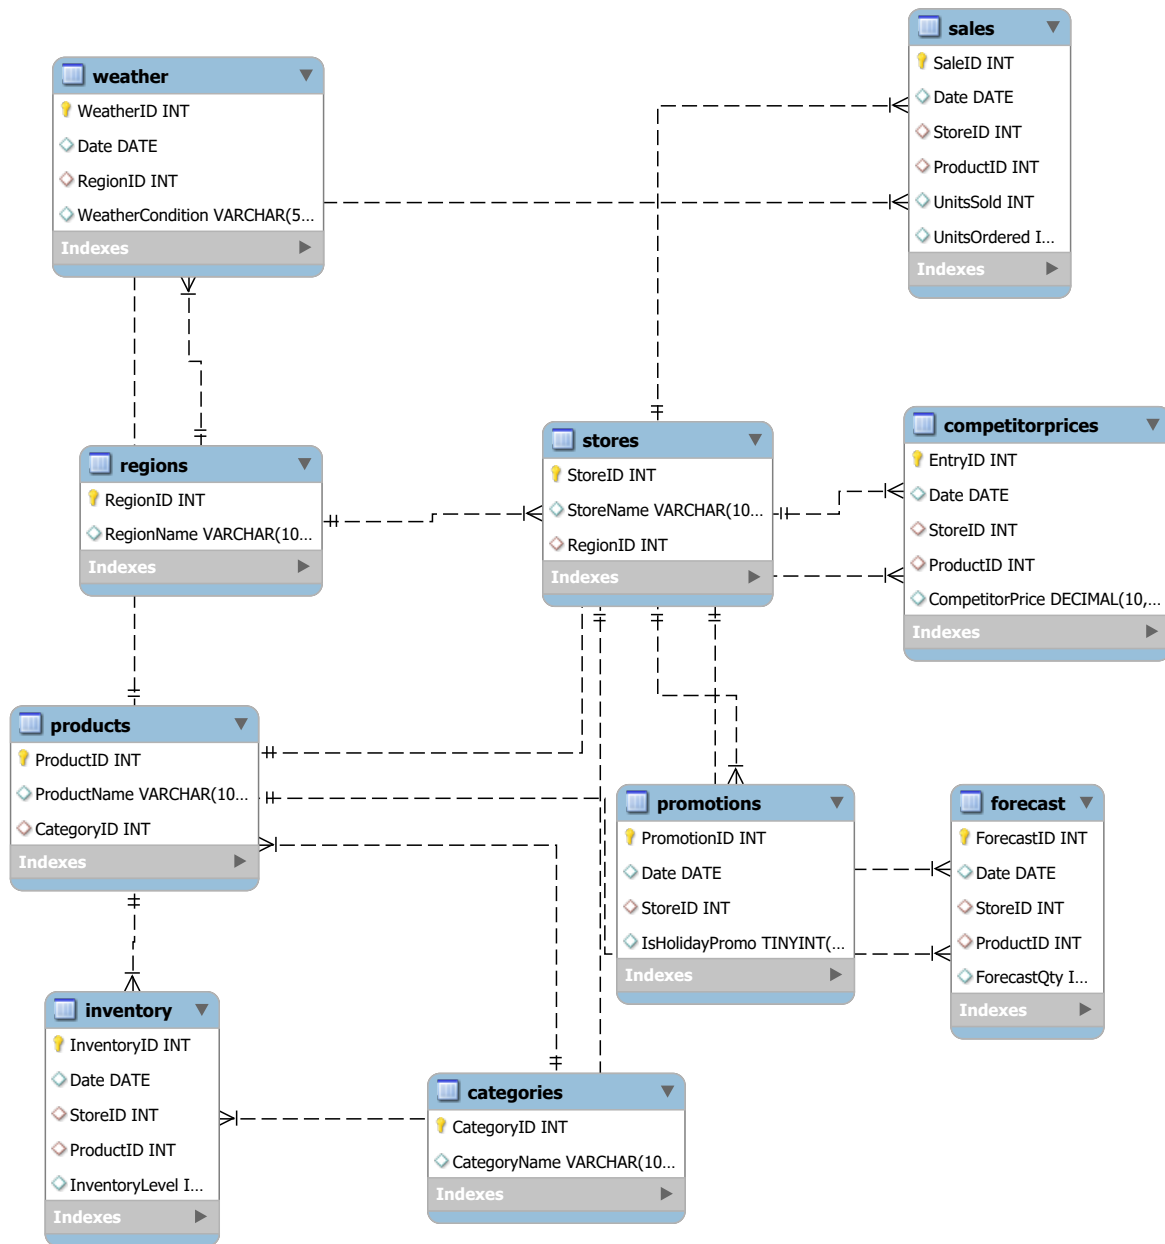 sales
SaleID INT
Date DATE
StoreID INT
ProductID INT
UnitsSold INT
UnitsOrdered I...
Indexes
weather
WeatherID INT
Date DATE
RegionID INT
WeatherCondition VARCHAR(5...
Indexes
regions
RegionID INT
RegionName VARCHAR(10...
Indexes
stores
StoreID INT
StoreName VARCHAR(10...
RegionID INT
Indexes
competitorprices
EntryID INT
Date DATE
StoreID INT
ProductID INT
CompetitorPrice DECIMAL(10,...
Indexes
products
ProductID INT
ProductName VARCHAR(10...
CategoryID INT
Indexes
promotions
PromotionID INT
Date DATE
StoreID INT
IsHolidayPromo TINYINT(...
Indexes
forecast
ForecastID INT
Date DATE
StoreID INT
ProductID INT
ForecastQty I...
Indexes
inventory
InventoryID INT
Date DATE
StoreID INT
ProductID INT
InventoryLevel I...
Indexes
categories
CategoryID INT
CategoryName VARCHAR(10...
Indexes